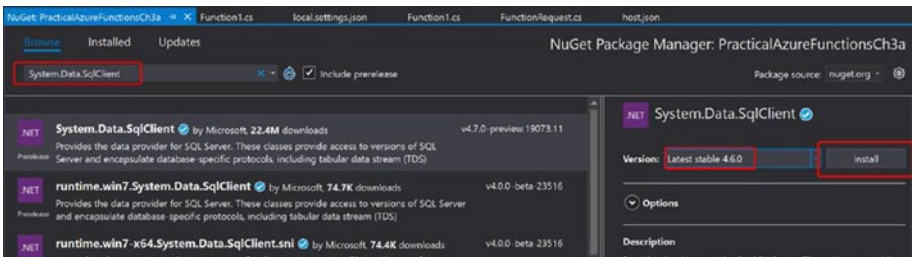 NuGet: PracticalAzureFunctionsCh3a Function1.cs local.settings.json Function1.cs FunctionRequest.cs host.json
Browse Installed Updates NuGet Package Manager: PracticalAzureFunctionsCh3a
System.Data.SqlClient Include prerelease Package source: nuget.org
.NET System.Data.SqlClient by Microsoft, 22.4M downloads v4.7.0-preview.19073.11
Prerelease Provides the data provider for SQL Server. These classes provide access to versions of SQL
Server and encapsulate database-specific protocols, including tabular data stream (TDS)
.NET runtime.win7.System.Data.SqlClient by Microsoft, 74.7K downloads v4.0.0-beta-23516
Prerelease Provides the data provider for SQL Server. These classes provide access to versions of SQL Server
and encapsulate database-specific protocols, including tabular data stream (TDS)
.NET runtime.win7-x64.System.Data.SqlClient.sni by Microsoft, 74.4K downloads v4.0.0-beta-23516
.NET System.Data.SqlClient
Version: Latest stable 4.6.0 Install
Options
Description